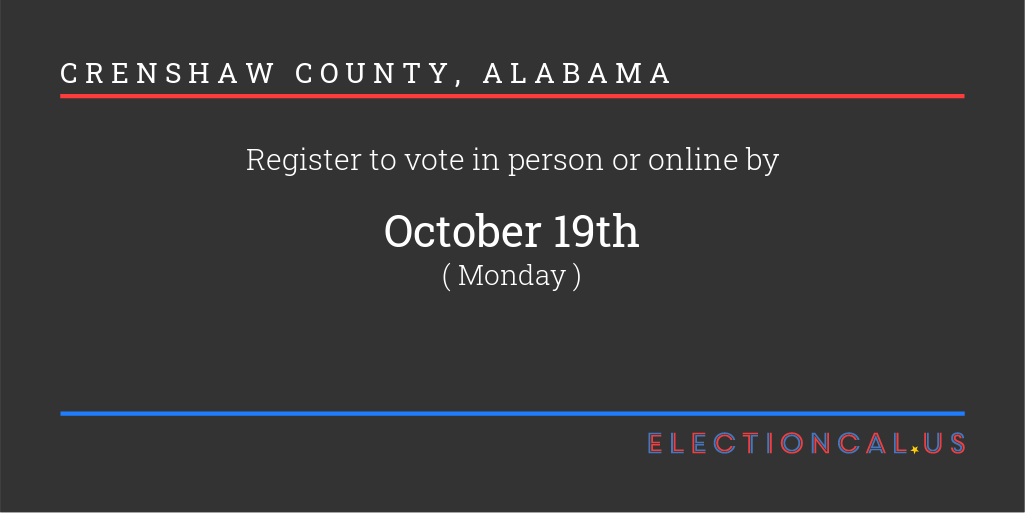 CRENSHAW COUNTY, ALABAMA
Register to vote in person or online by
October 19th
( Monday )
ELECTIONCAL.US